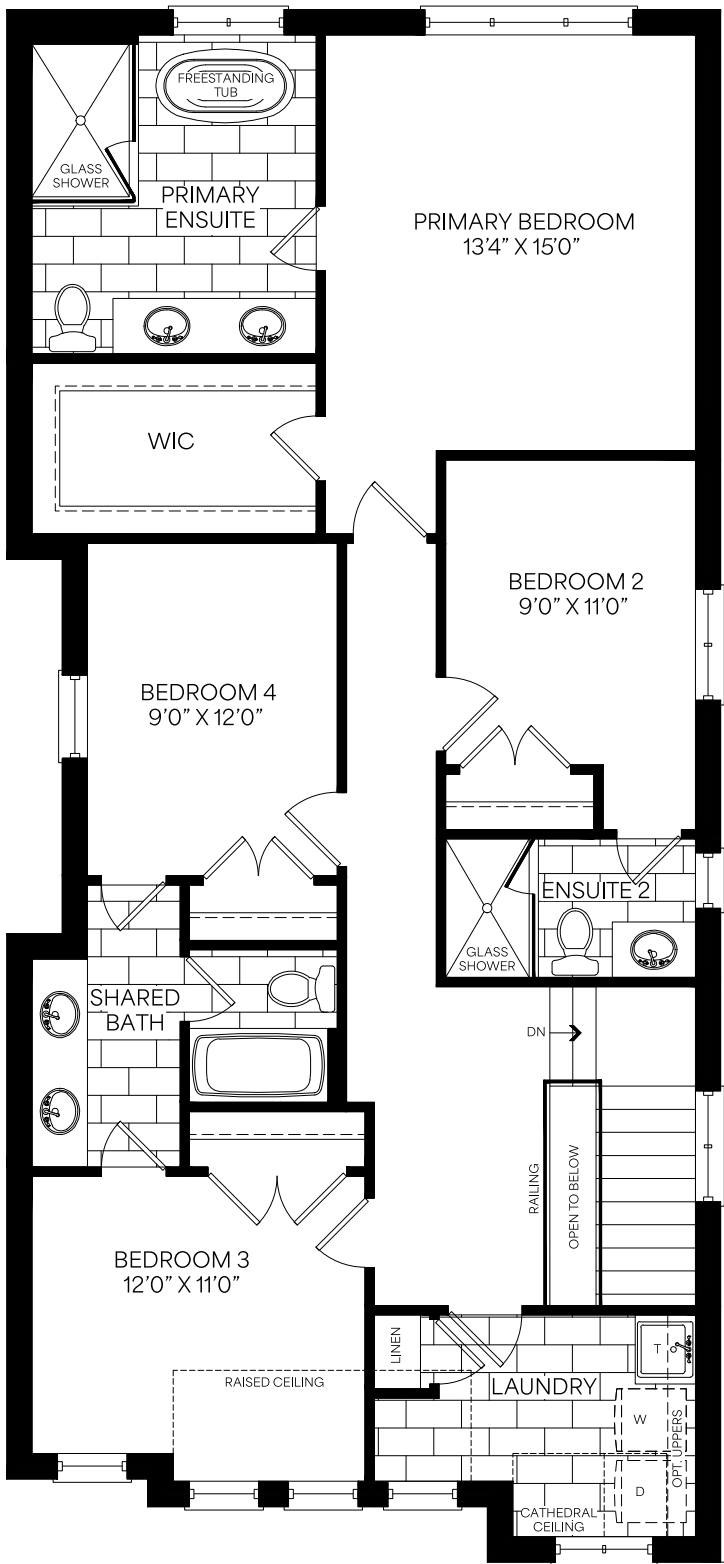 FREESTANDING
TUB
GLASS
SHOWER
PRIMARY
ENSUITE
PRIMARY BEDROOM
13'4" X 15'0"
WIC
BEDROOM 2
9'0" X 11'0"
BEDROOM 4
9'0" X 12'0"
ENSUITE 2
GLASS
SHOWER
SHARED
BATH
DN
RAILING
OPEN TO BELOW
BEDROOM 3
12'0" X 11'0"
LINEN
T
RAISED CEILING
LAUNDRY
W
OPT. UPPERS
D
CATHEDRAL
CEILING